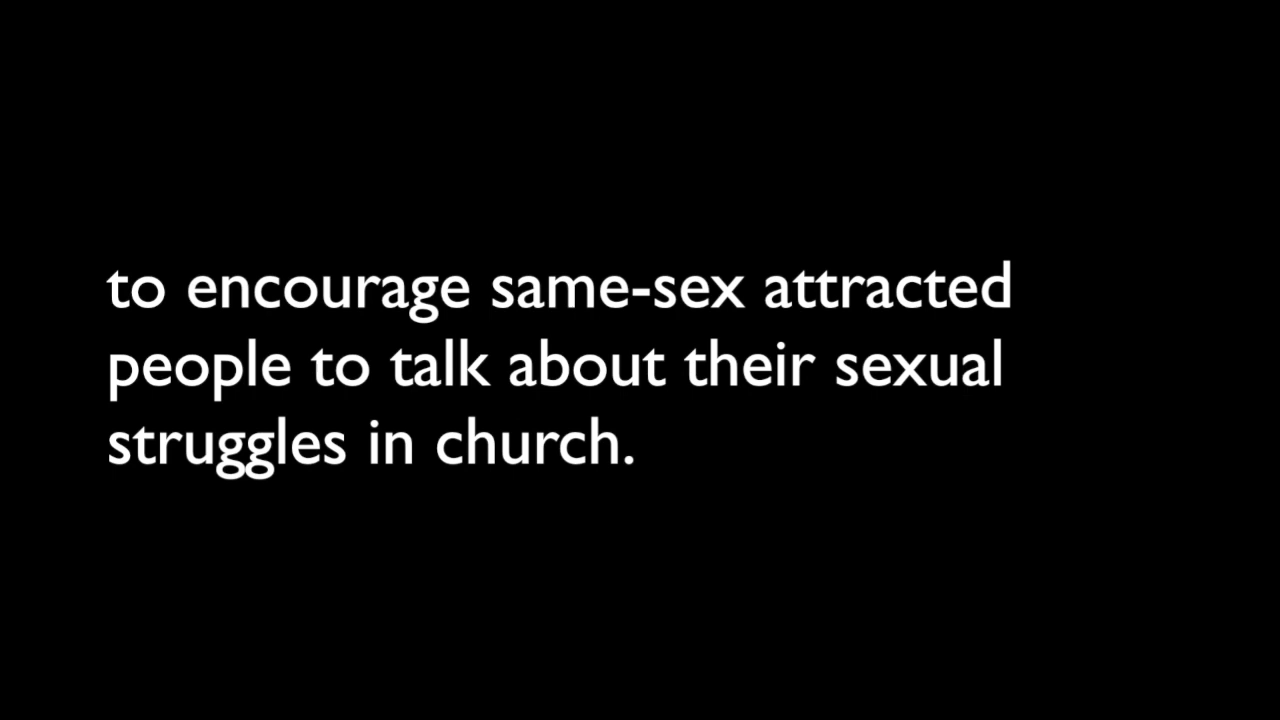 to encourage same-sex attracted
people to talk about their sexual
struggles in church.